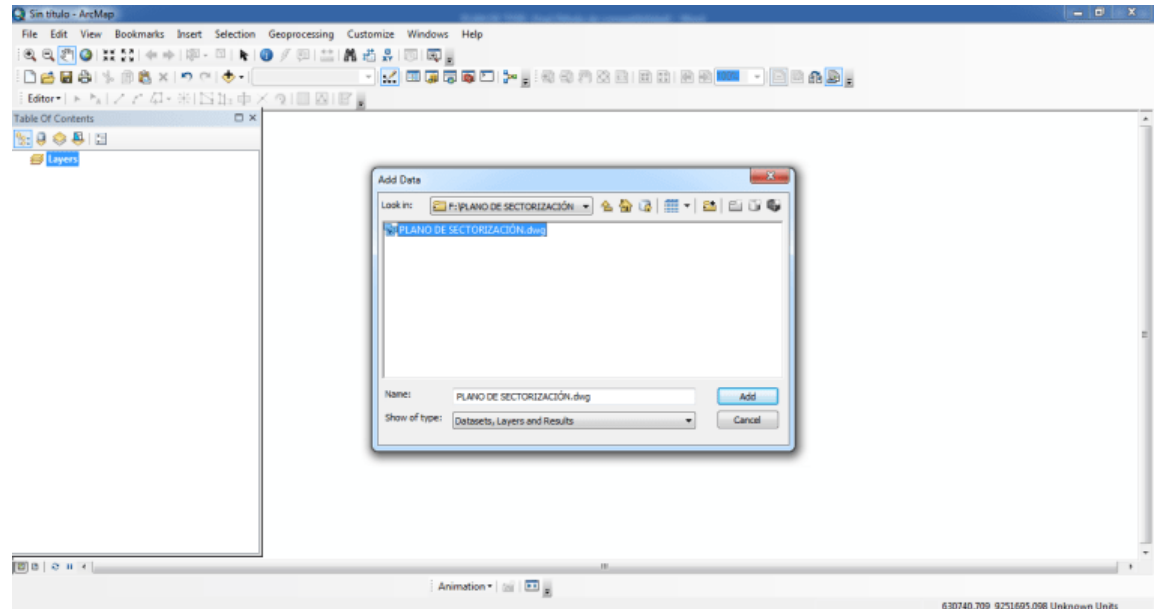 Sin título - ArcMap
File Edit View Bookmarks Insert Selection Geoprocessing Customize Windows Help
Editor
Table Of Contents
Layers
Add Data
Look in: F:\PLANO DE SECTORIZACIÓN
PLANO DE SECTORIZACIÓN.dwg
Name: PLANO DE SECTORIZACIÓN.dwg Add
Show of type: Datasets, Layers and Results Cancel
Animation
630740.709 9251695.098 Unknown Units